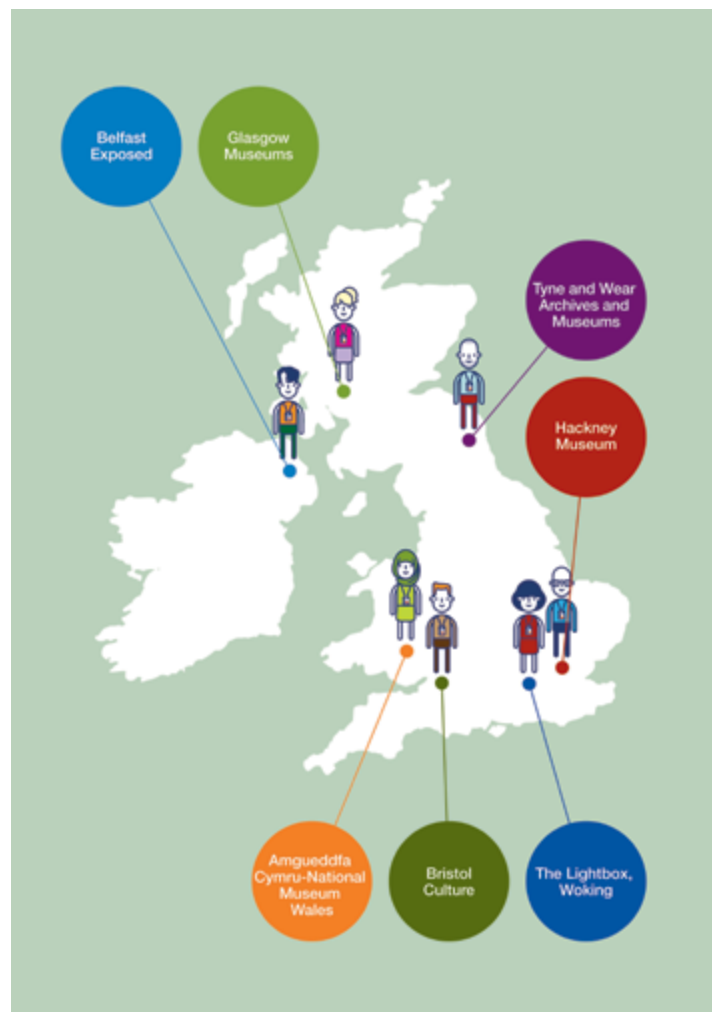 Belfast
Exposed
Glasgow
Museums
Tyne and Wear
Archives and
Museums
Hackney
Museum
Amgueddfa
Cymru-National
Museum
Wales
Bristol
Culture
The Lightbox,
Woking